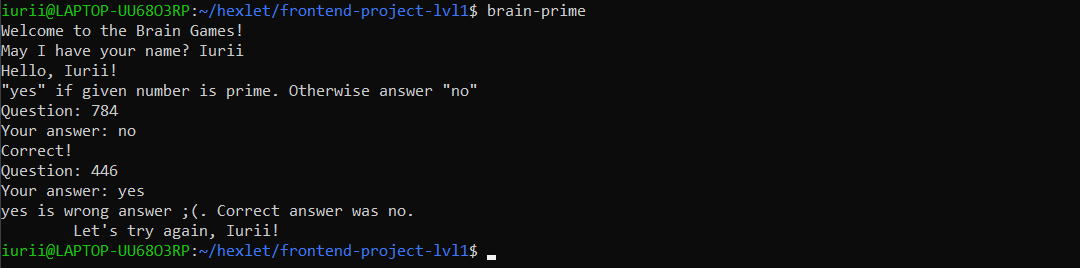 iurii@LAPTOP-UU68O3RP:~/hexlet/frontend-project-lvl1$ brain-prime
Welcome to the Brain Games!
May I have your name? Iurii
Hello, Iurii!
"yes" if given number is prime. Otherwise answer "no"
Question: 784
Your answer: no
Correct!
Question: 446
Your answer: yes
yes is wrong answer ;(. Correct answer was no.
        Let's try again, Iurii!
iurii@LAPTOP-UU68O3RP:~/hexlet/frontend-project-lvl1$